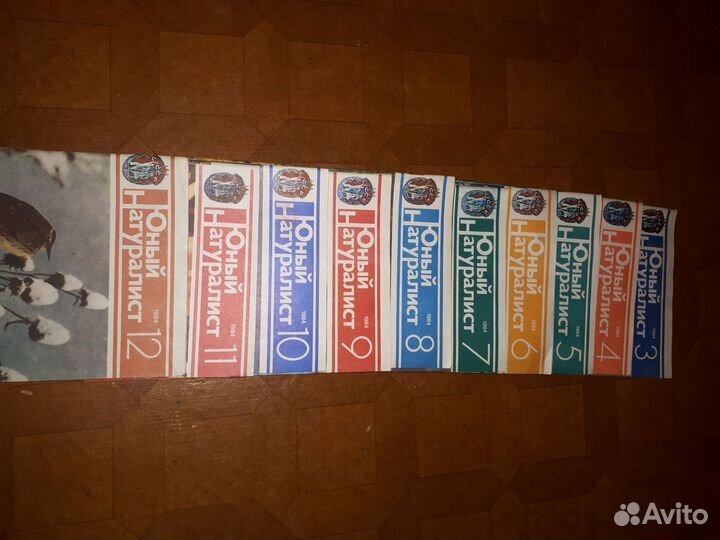 Юный
Натуралист
1984
12
Юный
Натуралист
1984
11
Юный
Натуралист
1984
10
Юный
Натуралист
1984
9
Юный
Натуралист
1984
8
Юный
Натуралист
1984
7
Юный
Натуралист
1984
6
Юный
Натуралист
1984
5
Юный
Натуралист
1984
4
Юный
Натуралист
1984
3
Avito